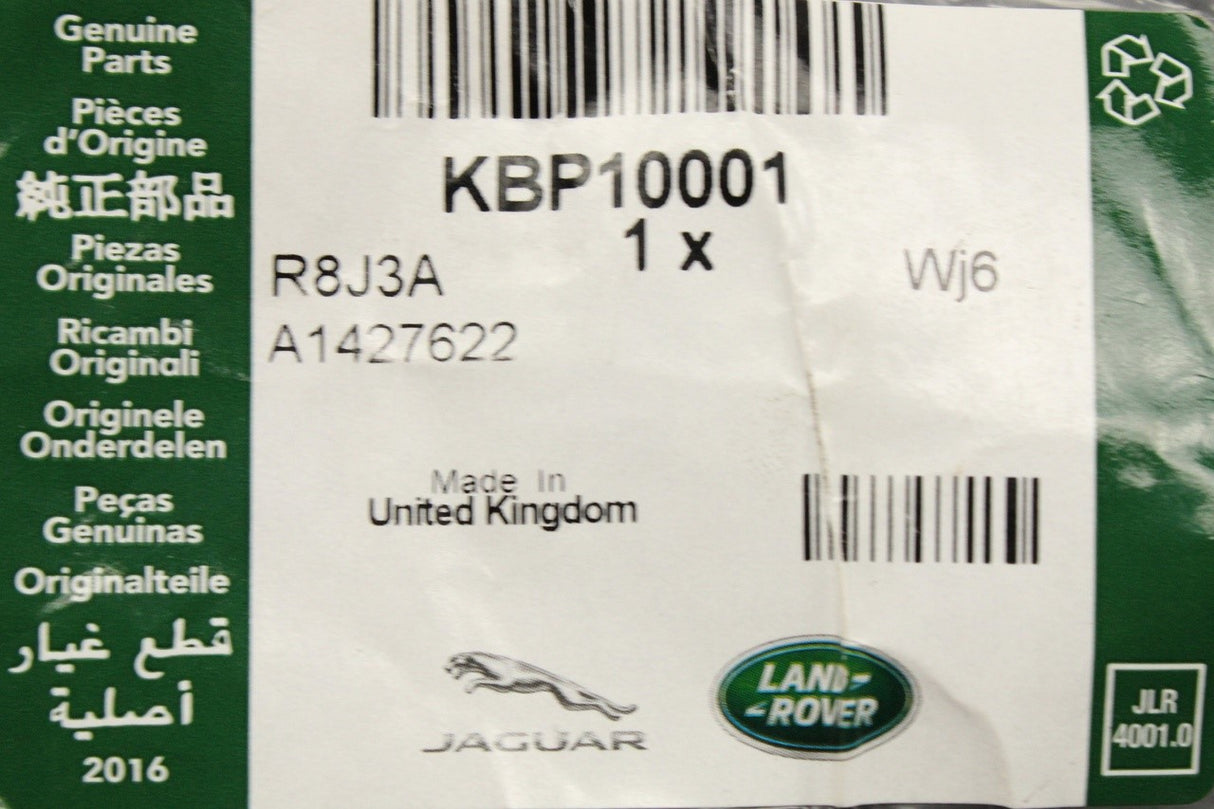 Genuine
Parts
Pièces
d'Origine
純正部品
Piezas
Originales
Ricambi
Originali
Originele
Onderdelen
Peças
Genuinas
Originalteile
قطع غيار
أصلية
2016
KBP10001
1 x
R8J3A
Wj6
A1427622
Made In
United Kingdom
JAGUAR
LAND-
-ROVER
JLR
4001.0